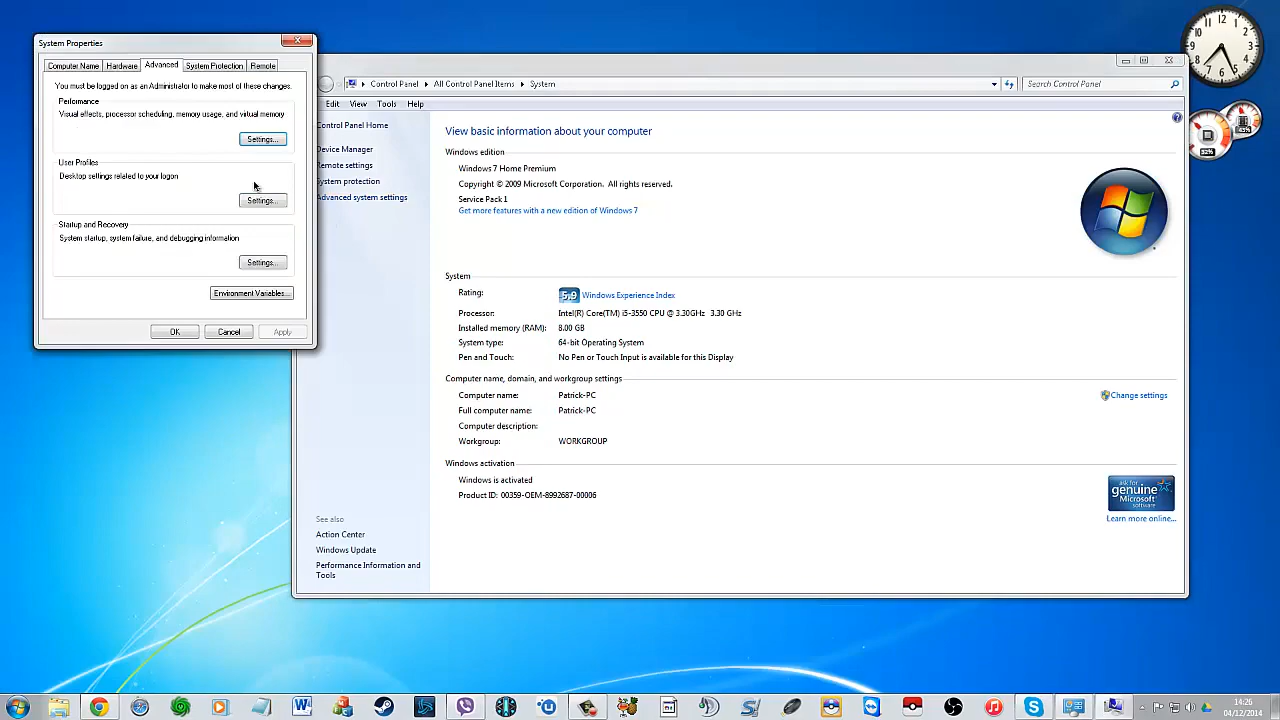 System Properties
Computer Name
Hardware
Advanced
System Protection
Remote
You must be logged on as an Administrator to make most of these changes.
Performance
Visual effects, processor scheduling, memory usage, and virtual memory
Settings...
User Profiles
Desktop settings related to your logon
Settings...
Startup and Recovery
System startup, system failure, and debugging information
Settings...
Environment Variables...
OK
Cancel
Apply
Control Panel
All Control Panel Items
System
Search Control Panel
Edit
View
Tools
Help
Control Panel Home
Device Manager
Remote settings
System protection
Advanced system settings
See also
Action Center
Windows Update
Performance Information and
Tools
View basic information about your computer
Windows edition
Windows 7 Home Premium
Copyright © 2009 Microsoft Corporation. All rights reserved.
Service Pack 1
Get more features with a new edition of Windows 7
System
Rating:
5.9 Windows Experience Index
Processor: Intel(R) Core(TM) i5-3550 CPU @ 3.30GHz 3.30 GHz
Installed memory (RAM): 8.00 GB
System type: 64-bit Operating System
Pen and Touch: No Pen or Touch Input is available for this Display
Computer name, domain, and workgroup settings
Computer name: Patrick-PC
Change settings
Full computer name: Patrick-PC
Computer description:
Workgroup: WORKGROUP
Windows activation
Windows is activated
Product ID: 00359-OEM-8992687-00006
ask for
genuine
Microsoft
software
Learn more online...
14:26
04/12/2014